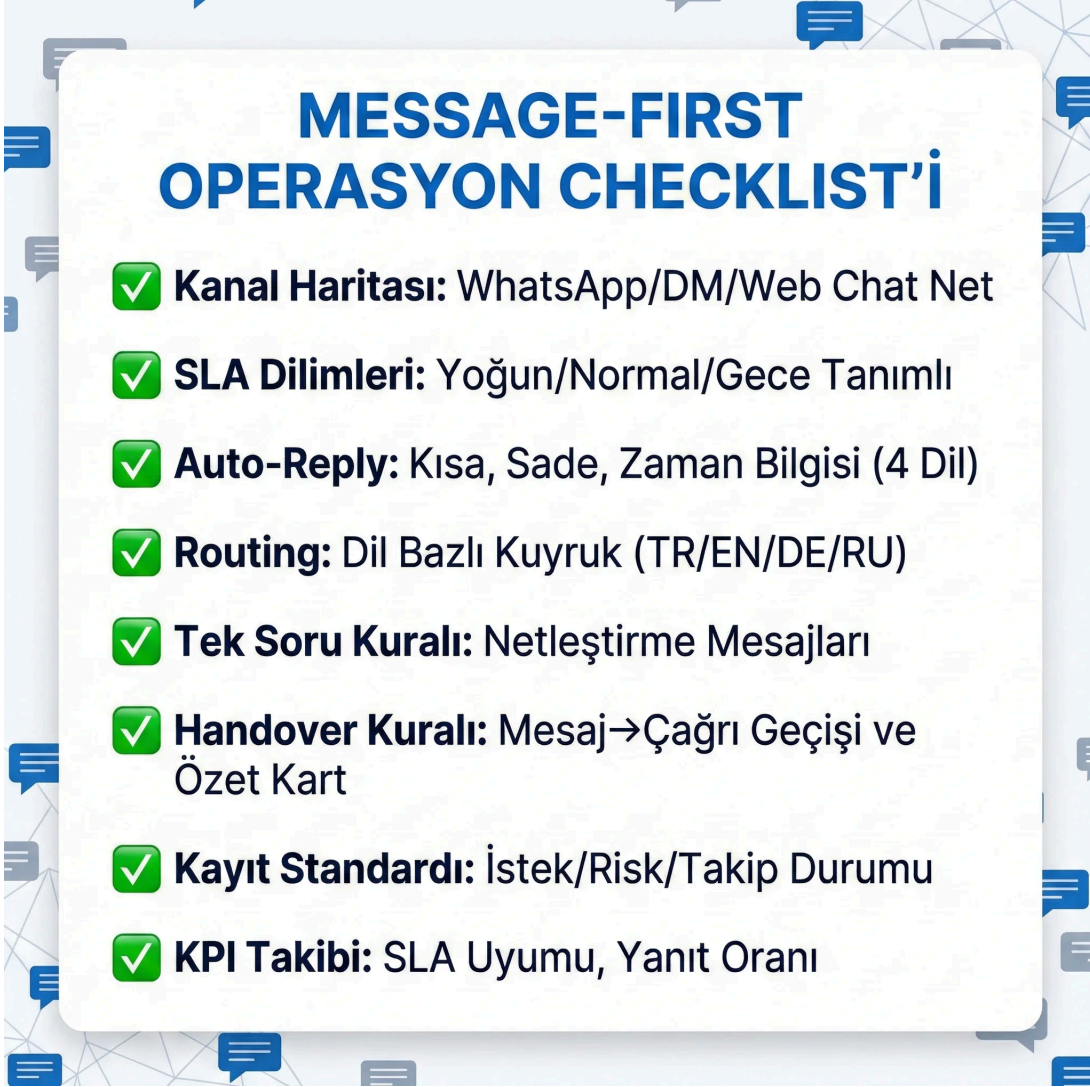 MESSAGE-FIRST
OPERASYON CHECKLIST’İ
Kanal Haritası: WhatsApp/DM/Web Chat Net
SLA Dilimleri: Yoğun/Normal/Gece Tanımlı
Auto-Reply: Kısa, Sade, Zaman Bilgisi (4 Dil)
Routing: Dil Bazlı Kuyruk (TR/EN/DE/RU)
Tek Soru Kuralı: Netleştirme Mesajları
Handover Kuralı: Mesaj→Çağrı Geçişi ve
Özet Kart
Kayıt Standardı: İstek/Risk/Takip Durumu
KPI Takibi: SLA Uyumu, Yanıt Oranı